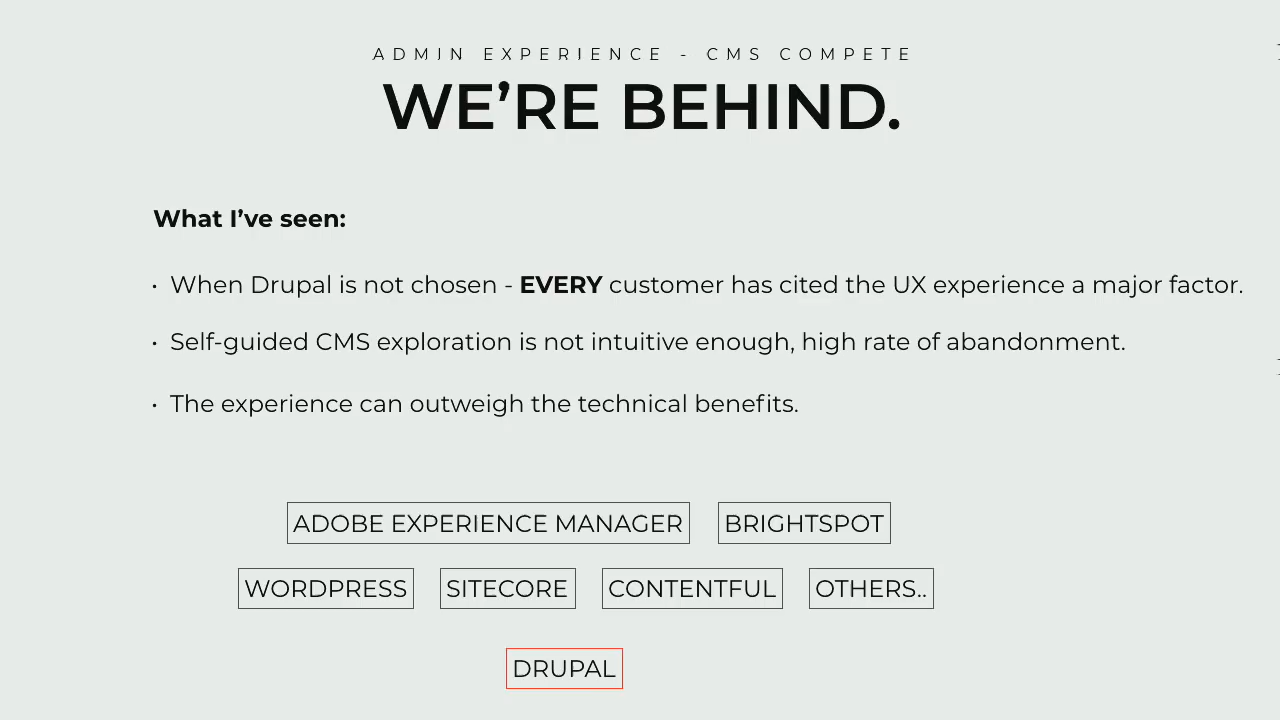 ADMIN EXPERIENCE - CMS COMPETE
WE’RE BEHIND.
What I’ve seen:
• When Drupal is not chosen - EVERY customer has cited the UX experience a major factor.
• Self-guided CMS exploration is not intuitive enough, high rate of abandonment.
• The experience can outweigh the technical benefits.
ADOBE EXPERIENCE MANAGER BRIGHTSPOT
WORDPRESS SITECORE CONTENTFUL OTHERS..
DRUPAL